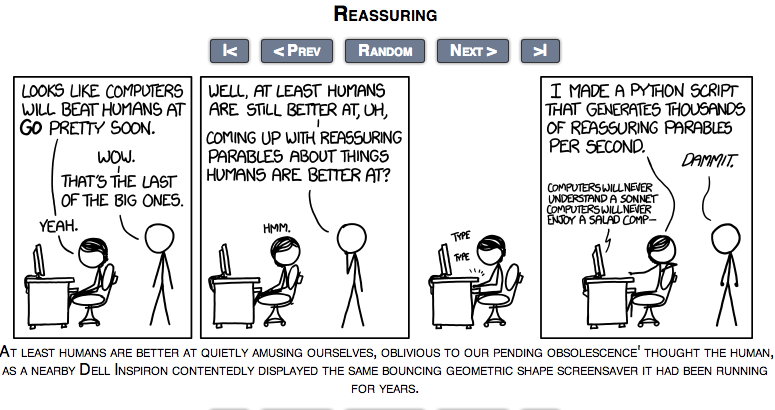 Reassuring
|< < Prev Random Next > >|
LOOKS LIKE COMPUTERS
WILL BEAT HUMANS AT
GO PRETTY SOON.
WOW.
THAT'S THE LAST
OF THE BIG ONES.
YEAH.
WELL, AT LEAST HUMANS
ARE STILL BETTER AT, UH,
COMING UP WITH REASSURING
PARABLES ABOUT THINGS
HUMANS ARE BETTER AT?
HMM.
TYPE
TYPE
I MADE A PYTHON SCRIPT
THAT GENERATES THOUSANDS
OF REASSURING PARABLES
PER SECOND.
DAMMIT.
COMPUTERS WILL NEVER
UNDERSTAND A SONNET
COMPUTERS WILL NEVER
ENJOY A SALAD COMP—
At least humans are better at quietly amusing ourselves, oblivious to our pending obsolescence' thought the human,
as a nearby Dell Inspiron contentedly displayed the same bouncing geometric shape screensaver it had been running
for years.